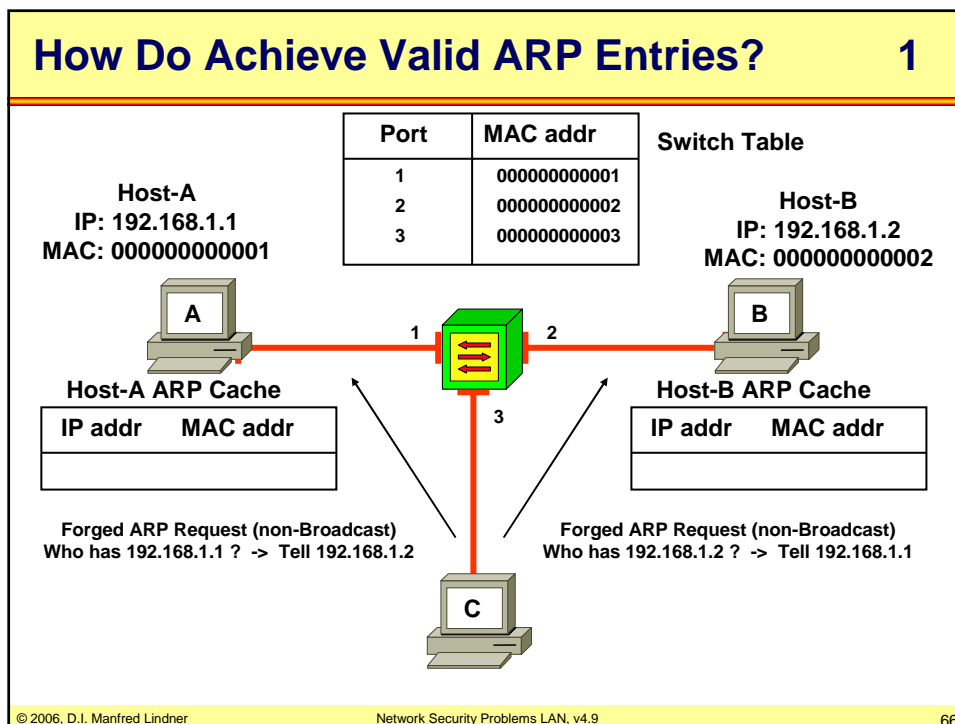 How Do Achieve Valid ARP Entries? 1
Port MAC addr
1 000000000001
2 000000000002
3 000000000003
Switch Table
Host-A
IP: 192.168.1.1
MAC: 000000000001
Host-B
IP: 192.168.1.2
MAC: 000000000002
A
1
2
B
3
Host-A ARP Cache
IP addr MAC addr
Host-B ARP Cache
IP addr MAC addr
Forged ARP Request (non-Broadcast)
Who has 192.168.1.1 ? -> Tell 192.168.1.2
Forged ARP Request (non-Broadcast)
Who has 192.168.1.2 ? -> Tell 192.168.1.1
C
© 2006, D.I. Manfred Lindner Network Security Problems LAN, v4.9 66